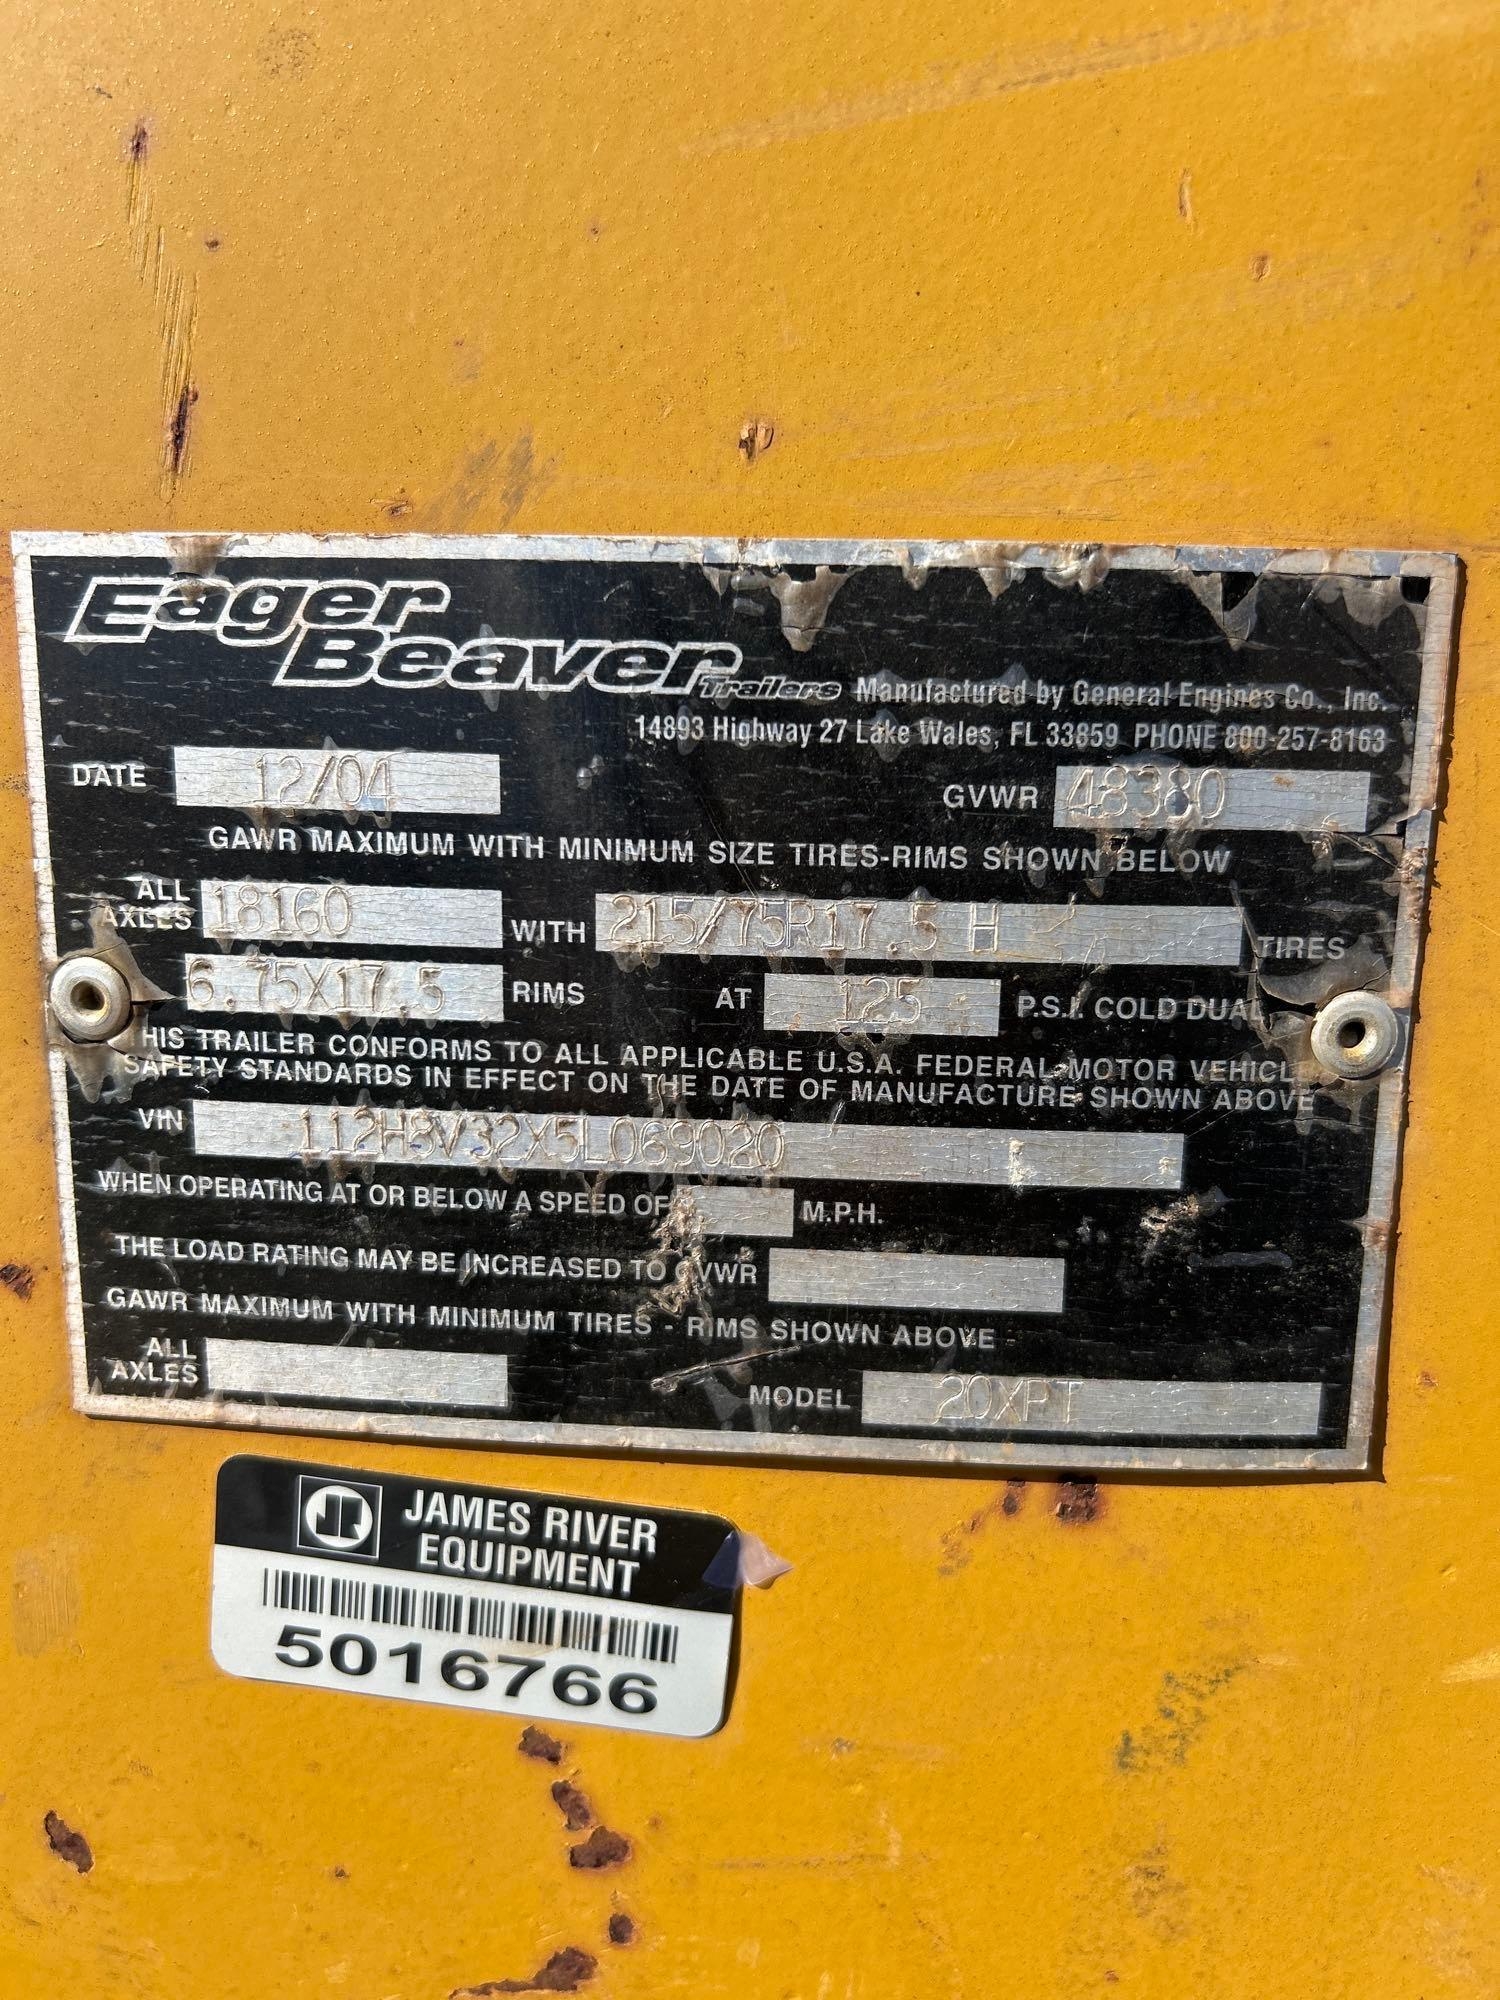 Eager
Beaver Trailers Manufactured by General Engines Co., Inc.
14893 Highway 27 Lake Wales, FL 33859 PHONE 800-257-8163
DATE 12/04 GVWR 48380
GAWR MAXIMUM WITH MINIMUM SIZE TIRES-RIMS SHOWN BELOW
ALL AXLES 18160 WITH 215/75R17.5 H TIRES
6.75X17.5 RIMS AT 125 P.S.I. COLD DUAL
THIS TRAILER CONFORMS TO ALL APPLICABLE U.S.A. FEDERAL MOTOR VEHICLE
SAFETY STANDARDS IN EFFECT ON THE DATE OF MANUFACTURE SHOWN ABOVE
VIN 112H8V32X5L069020
WHEN OPERATING AT OR BELOW A SPEED OF M.P.H.
THE LOAD RATING MAY BE INCREASED TO GVWR
GAWR MAXIMUM WITH MINIMUM TIRES - RIMS SHOWN ABOVE
ALL AXLES MODEL 20XPT
JAMES RIVER
EQUIPMENT
5016766